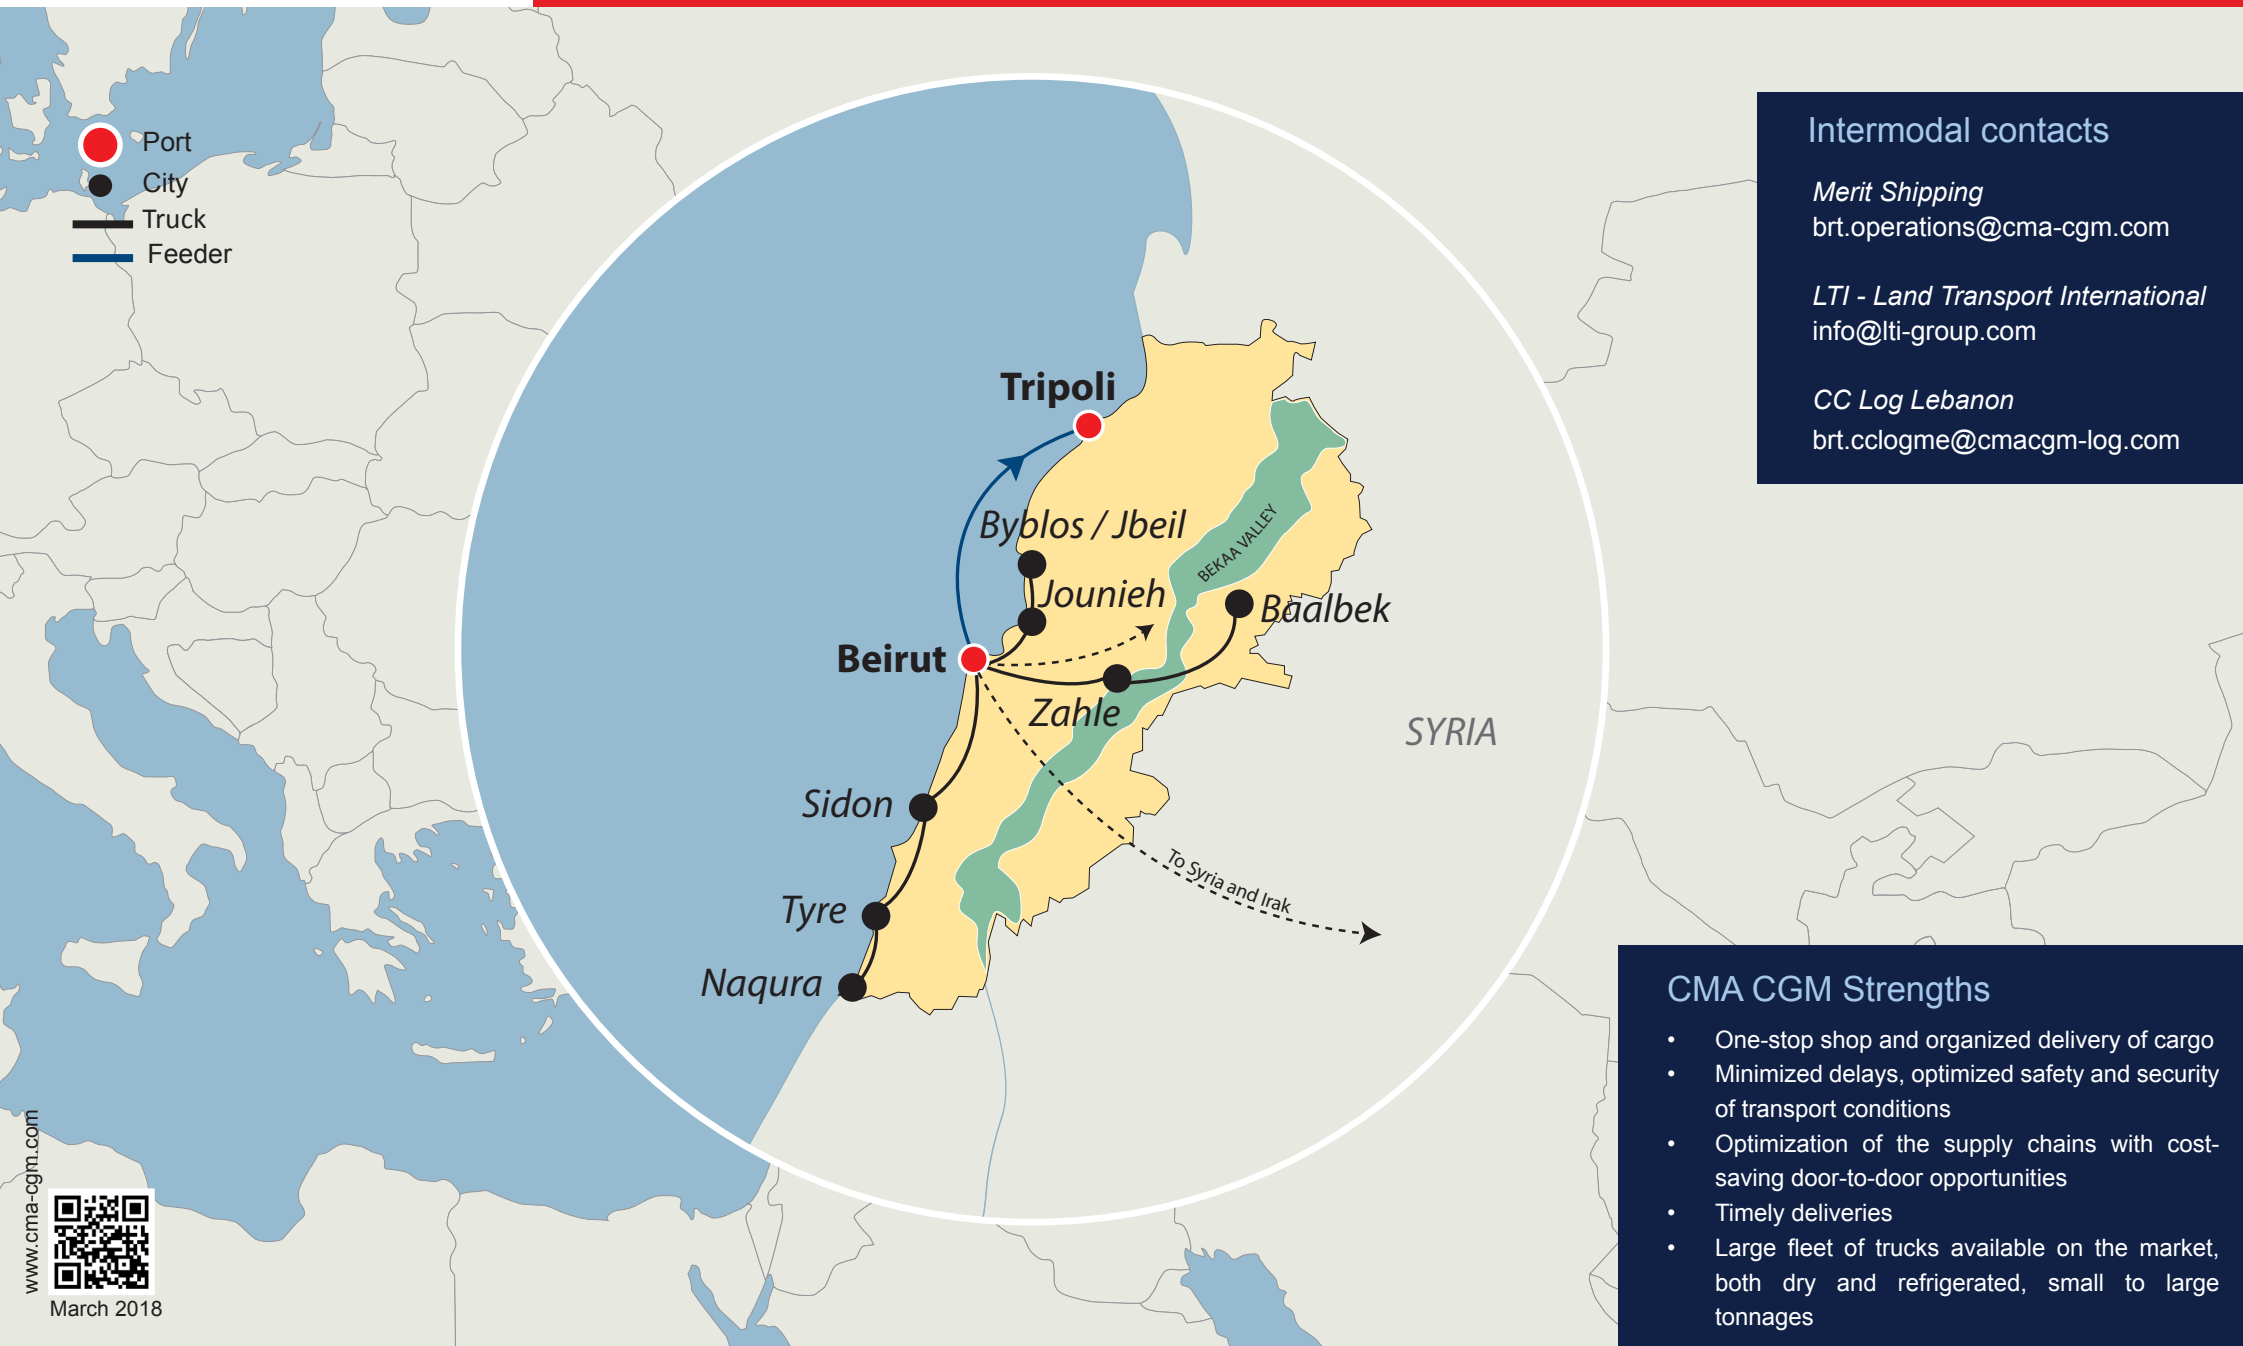 Port
City
Truck
Feeder
Intermodal contacts
Merit Shipping
brt.operations@cma-cgm.com
LTI - Land Transport International
info@lti-group.com
CC Log Lebanon
brt.cclogme@cmacgm-log.com
Tripoli
Byblos / Jbeil
BEKAA VALLEY
Jounieh
Baalbek
Beirut
Zahle
SYRIA
Sidon
To Syria and Irak
Tyre
Naqura
CMA CGM Strengths
• One-stop shop and organized delivery of cargo
• Minimized delays, optimized safety and security
of transport conditions
• Optimization of the supply chains with cost-
saving door-to-door opportunities
• Timely deliveries
• Large fleet of trucks available on the market,
both dry and refrigerated, small to large
tonnages
www.cma-cgm.com
March 2018